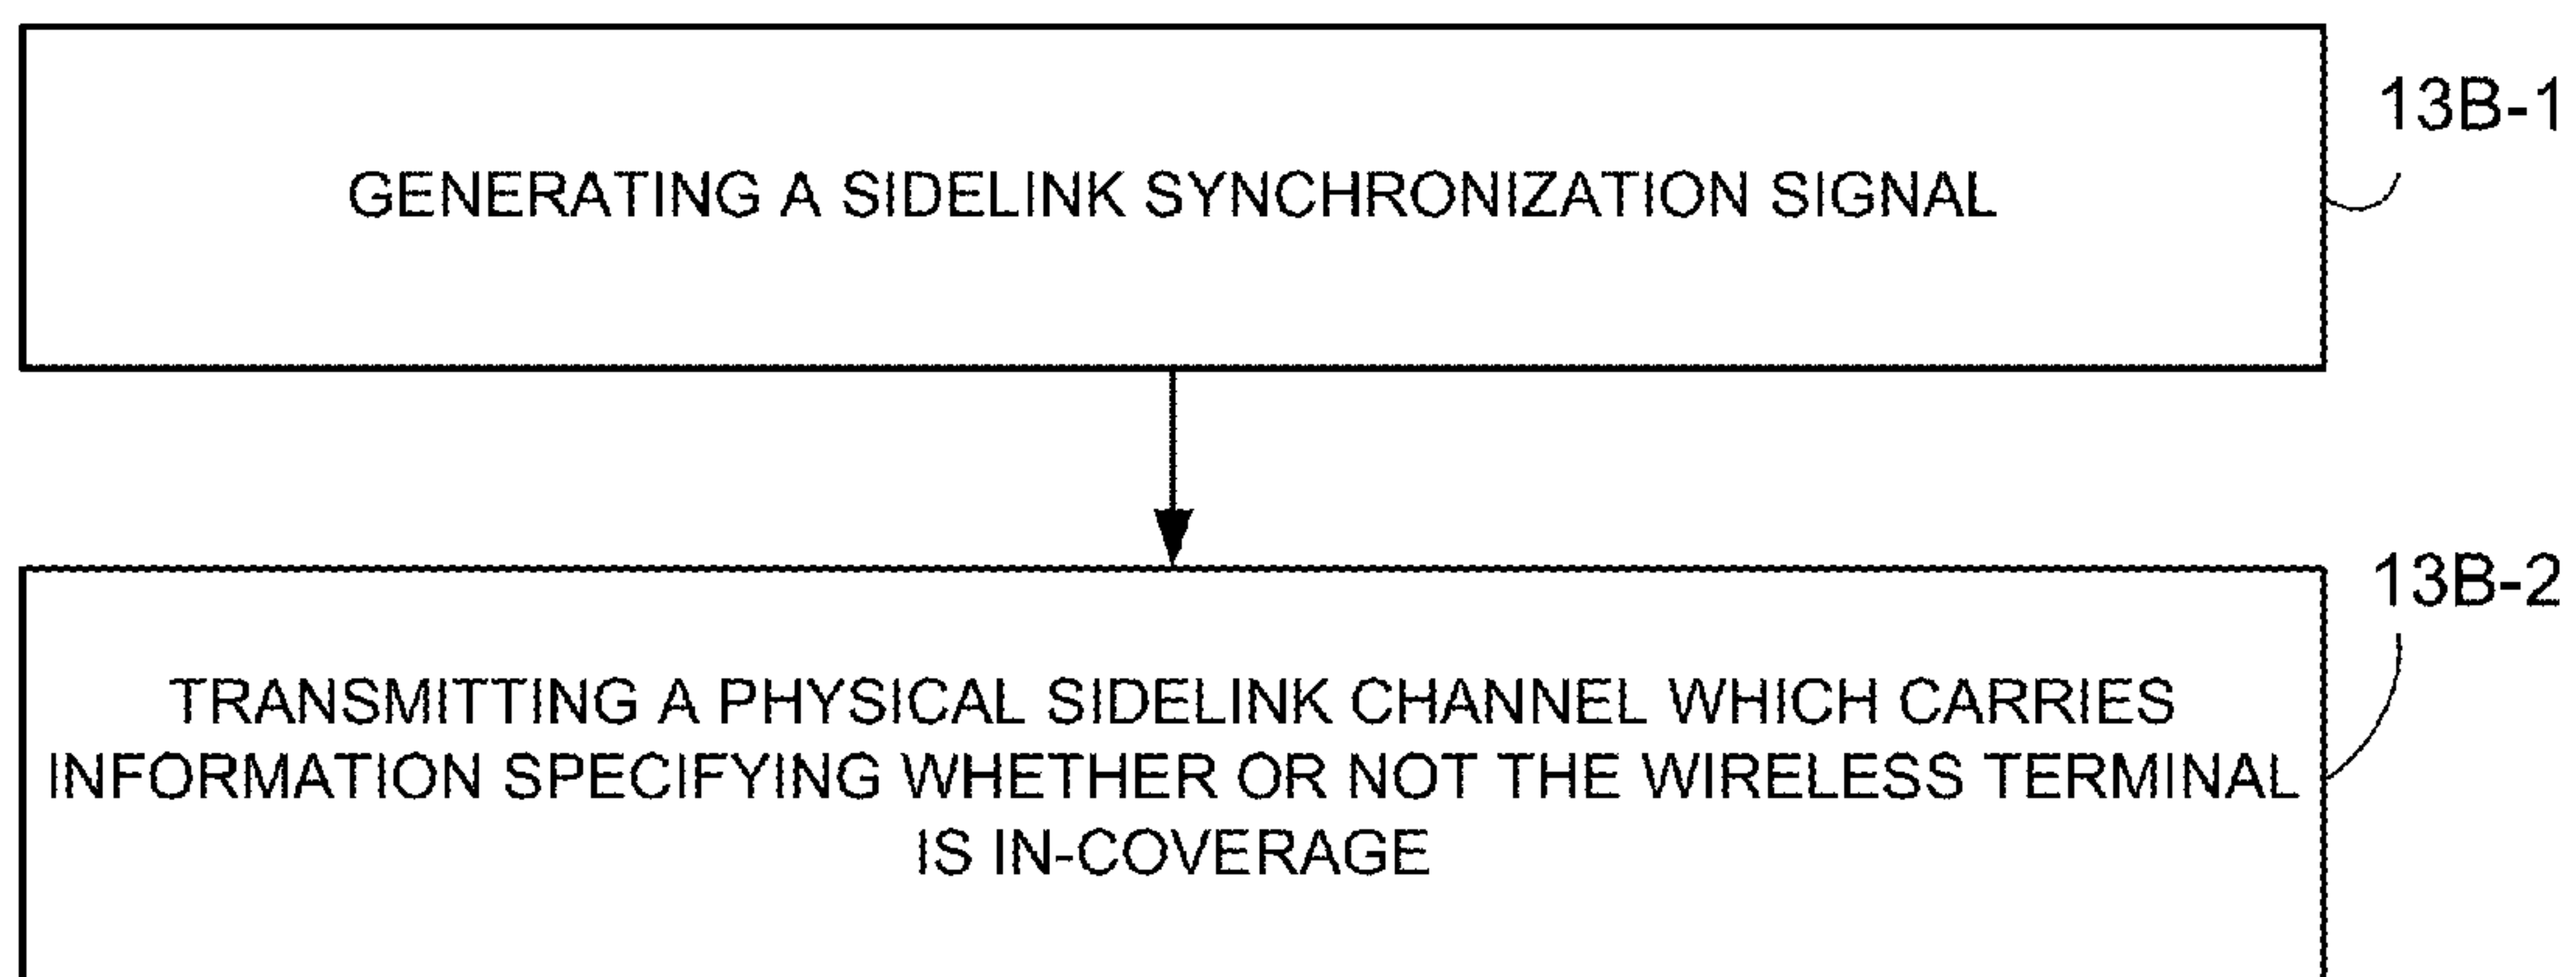 13B-1
GENERATING A SIDELINK SYNCHRONIZATION SIGNAL
13B-2
TRANSMITTING A PHYSICAL SIDELINK CHANNEL WHICH CARRIES
INFORMATION SPECIFYING WHETHER OR NOT THE WIRELESS TERMINAL
IS IN-COVERAGE